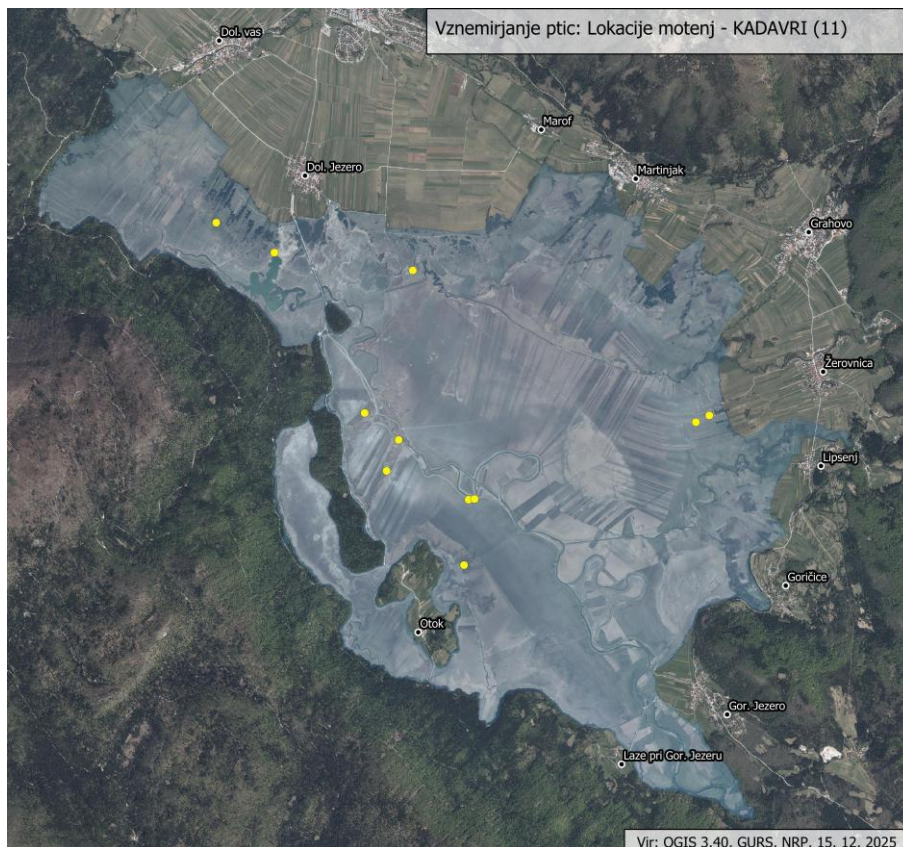 Vznemirjanje ptic: Lokacije motenj - KADAVRI (11)
Dol. vas
Marof
Dol. Jezero
Martinjak
Grahovo
Žerovnica
Lipsenj
Goričice
Otok
Gor. Jezero
Laze pri Gor. Jezeru
Vir: QGIS 3.40, GURS, NRP, 15. 12. 2025